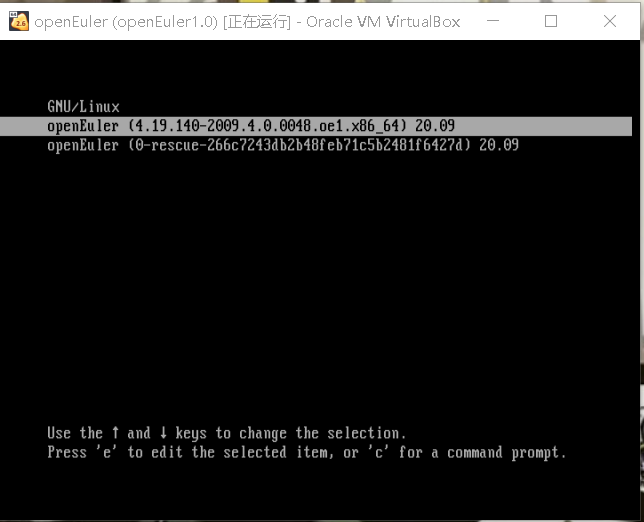 openEuler (openEuler1.0) [正在运行] - Oracle VM VirtualBox
GNU/Linux
openEuler (4.19.140-2009.4.0.0048.oe1.x86_64) 20.09
openEuler (0-rescue-266c7243db2b48feb71c5b2481f6427d) 20.09
Use the ↑ and ↓ keys to change the selection.
Press 'e' to edit the selected item, or 'c' for a command prompt.